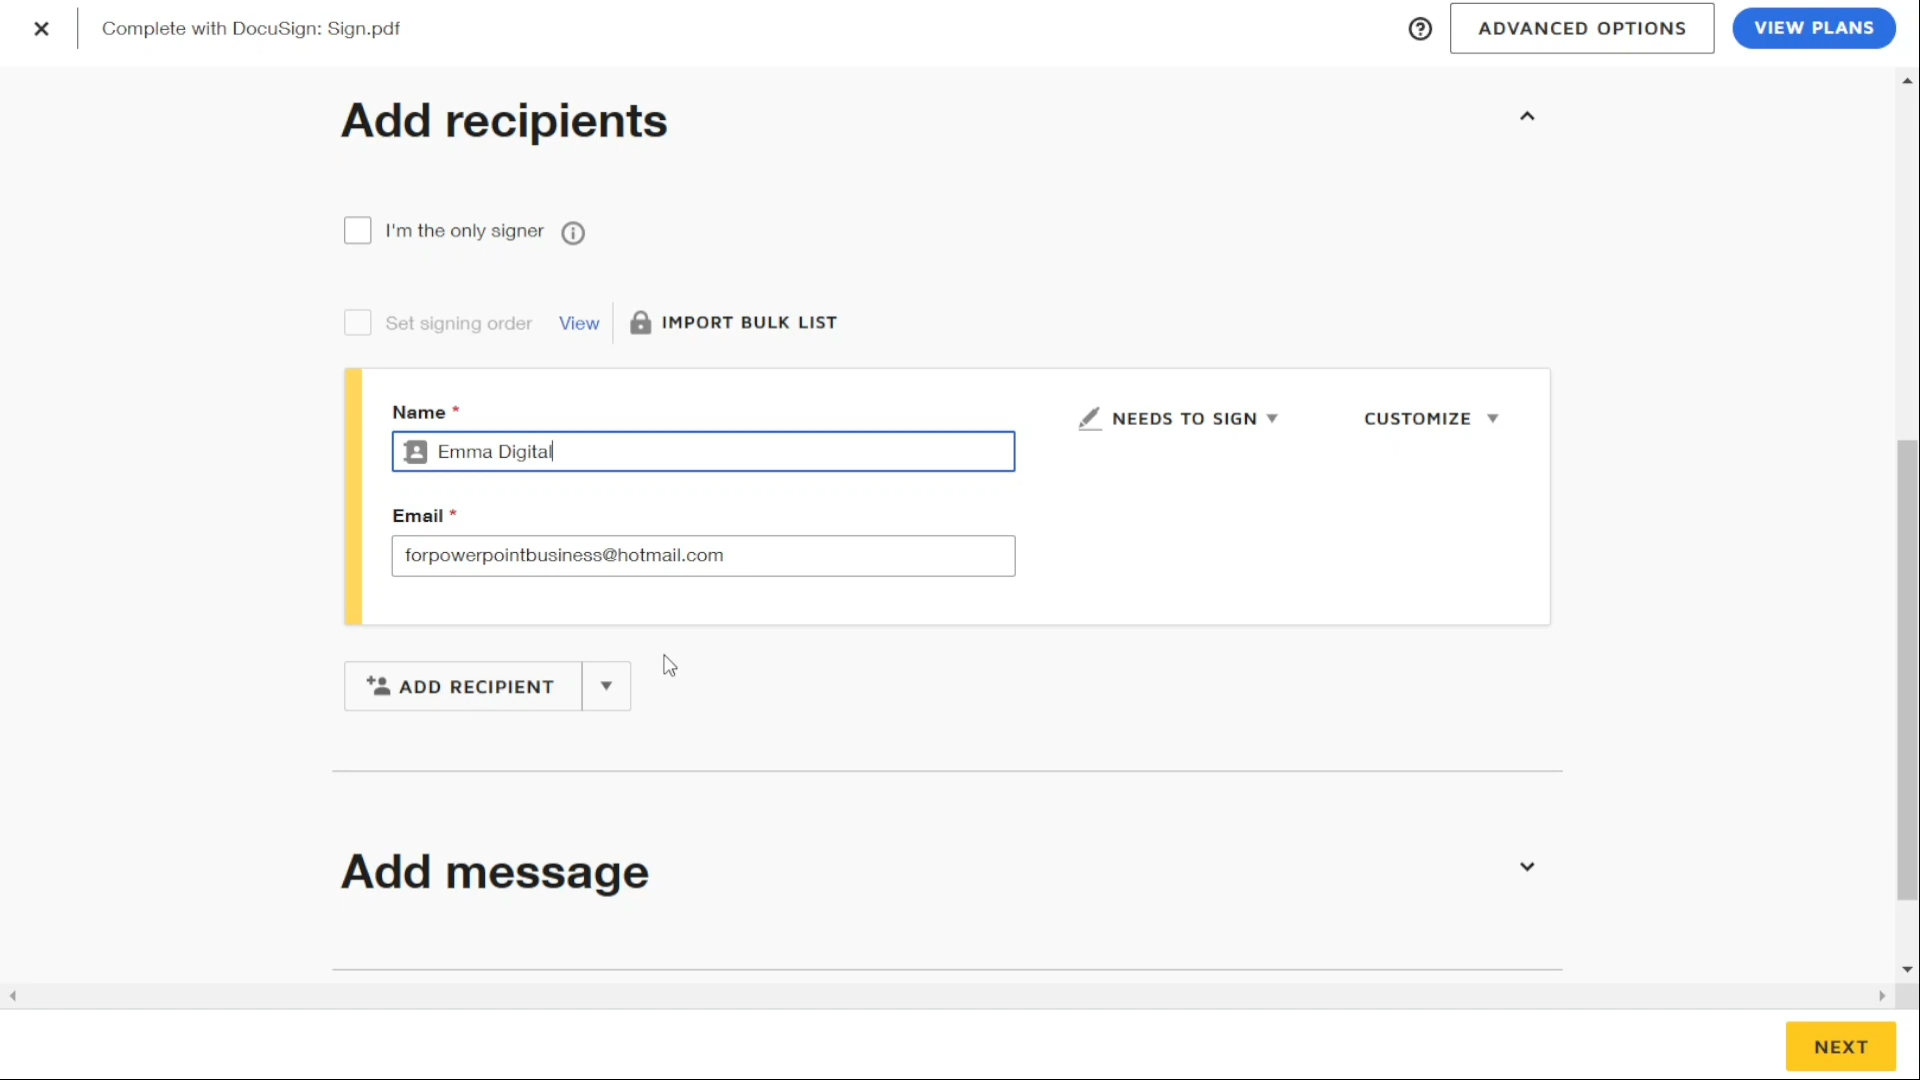 Complete with DocuSign: Sign.pdf
ADVANCED OPTIONS
VIEW PLANS
Add recipients
I'm the only signer
Set signing order View IMPORT BULK LIST
Name *
NEEDS TO SIGN
CUSTOMIZE
Emma Digital
Email *
forpowerpointbusiness@hotmail.com
ADD RECIPIENT
Add message
NEXT